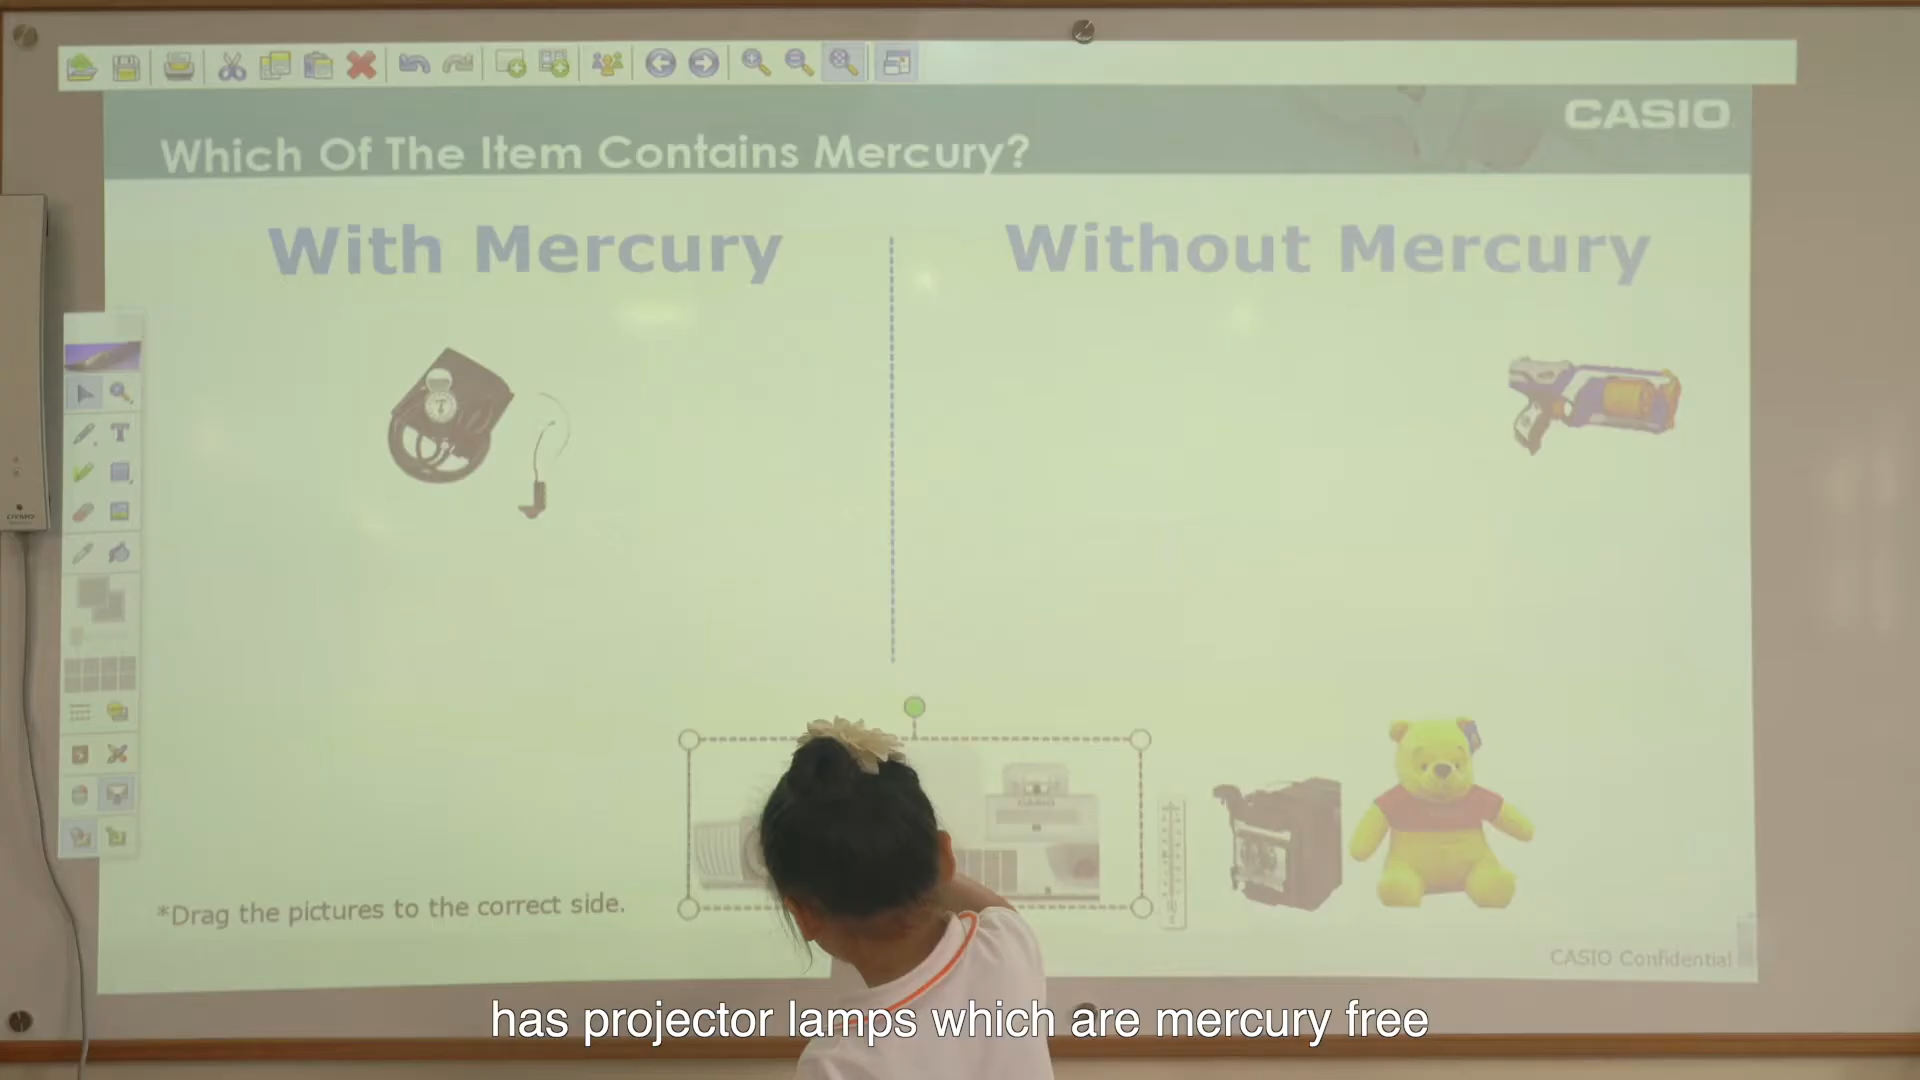 CASIO
Which Of The Item Contains Mercury?
With Mercury
Without Mercury
T
CASIO
*Drag the pictures to the correct side.
CASIO Confidential
has projector lamps which are mercury free